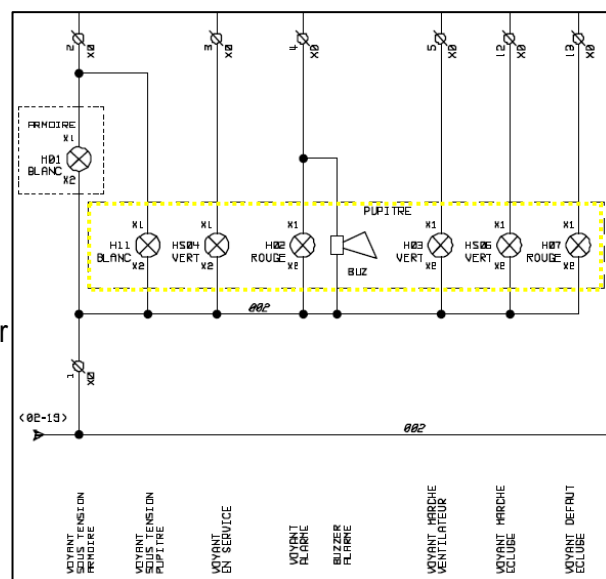 2 X0
3 X0
4 X0
5 X0
12 X0
13 X0
ARMOIRE
X1
H01
BLANC
X2
PUPITRE
X1
H11
BLANC
X2
X1
HS04
VERT
X2
X1
H02
ROUGE
X2
BUZ
X1
H03
VERT
X2
X1
HS06
VERT
X2
X1
H07
ROUGE
X2
002
r
1 X0
(02-19)
002
VOYANT
SOUS TENSION
ARMOIRE
VOYANT
SOUS TENSION
PUPITRE
VOYANT
EN SERVICE
VOYANT
ALARME
BUZZER
ALARME
VOYANT MARCHE
VENTILATEUR
VOYANT MARCHE
ECLUSE
VOYANT DEFAUT
ECLUSE